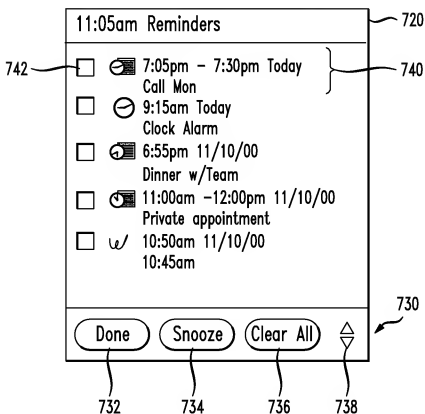 11:05am Reminders
720
742
7:05pm - 7:30pm Today
740
Call Mon
9:15am Today
Clock Alarm
6:55pm 11/10/00
Dinner w/Team
11:00am -12:00pm 11/10/00
Private appointment
10:50am 11/10/00
10:45am
730
Done Snooze Clear All
732 734 736 738